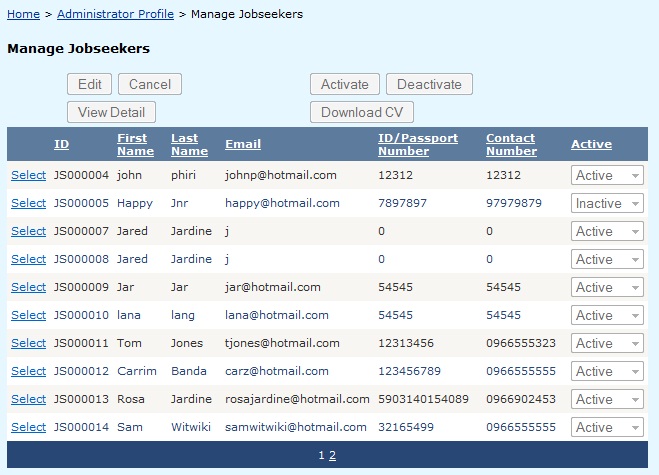 Home > Administrator Profile > Manage Jobseekers
Manage Jobseekers
Edit Cancel Activate Deactivate
View Detail Download CV
ID First Name Last Name Email ID/Passport Number Contact Number Active
Select JS000004 john phiri johnp@hotmail.com 12312 12312 Active
Select JS000005 Happy Jnr happy@hotmail.com 7897897 97979879 Inactive
Select JS000007 Jared Jardine j 0 0 Active
Select JS000008 Jared Jardine j 0 0 Active
Select JS000009 Jar Jar jar@hotmail.com 54545 54545 Active
Select JS000010 lana lang lana@hotmail.com 54545 54545 Active
Select JS000011 Tom Jones tjones@hotmail.com 12313456 0966555323 Active
Select JS000012 Carrim Banda carz@hotmail.com 123456789 0966555555 Active
Select JS000013 Rosa Jardine rosajardine@hotmail.com 5903140154089 0966902453 Active
Select JS000014 Sam Witwiki samwitwiki@hotmail.com 32165499 0966555555 Active
1 2